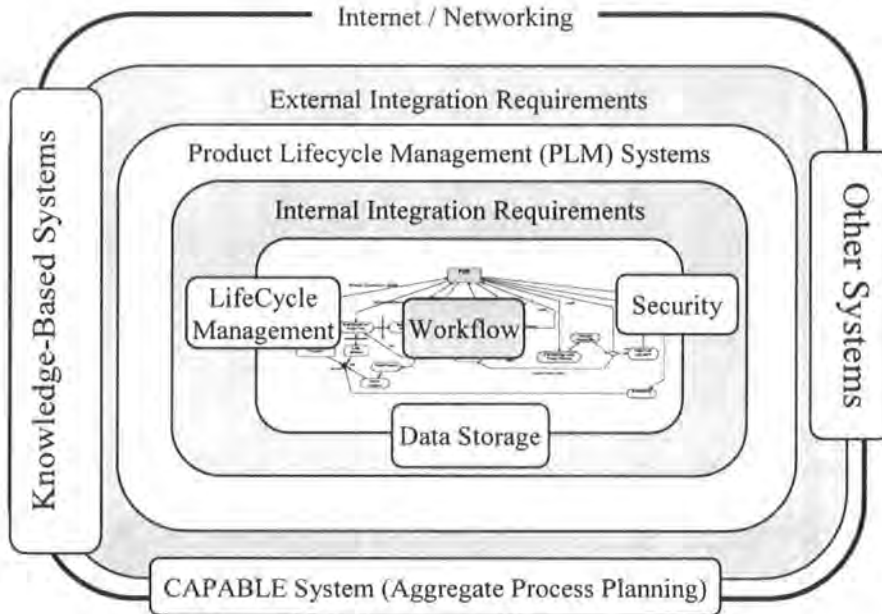 Internet / Networking
External Integration Requirements
Product Lifecycle Management (PLM) Systems
Internal Integration Requirements
Knowledge-Based Systems
Other Systems
LifeCycle
Management
Workflow
Security
Data Storage
CAPABLE System (Aggregate Process Planning)